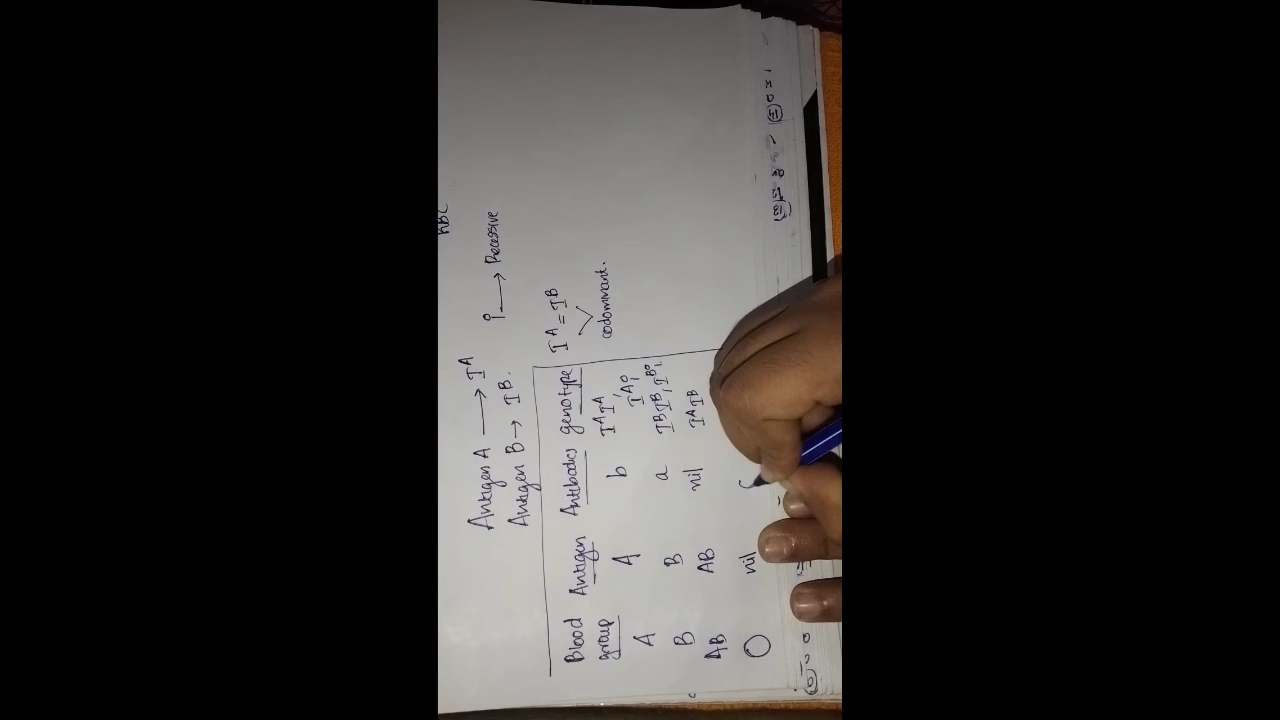 RBC
Antigen A → I^A
Antigen B → I^B.
i → Recessive
I^A = I^B
codominant.
Blood group Antigen Antibodies genotype
A A b I^A I^A, I^A i
B B a I^B I^B, I^B i
AB AB nil I^A I^B
O nil